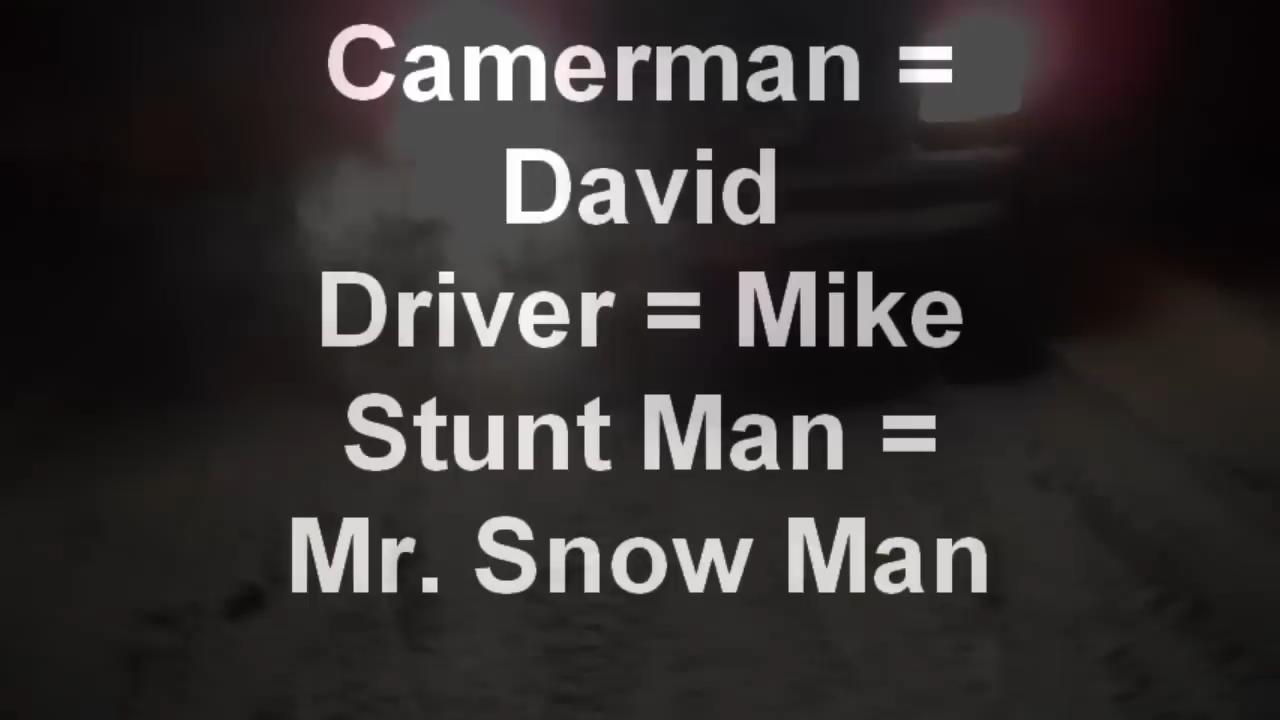 Camerman =
David
Driver = Mike
Stunt Man =
Mr. Snow Man